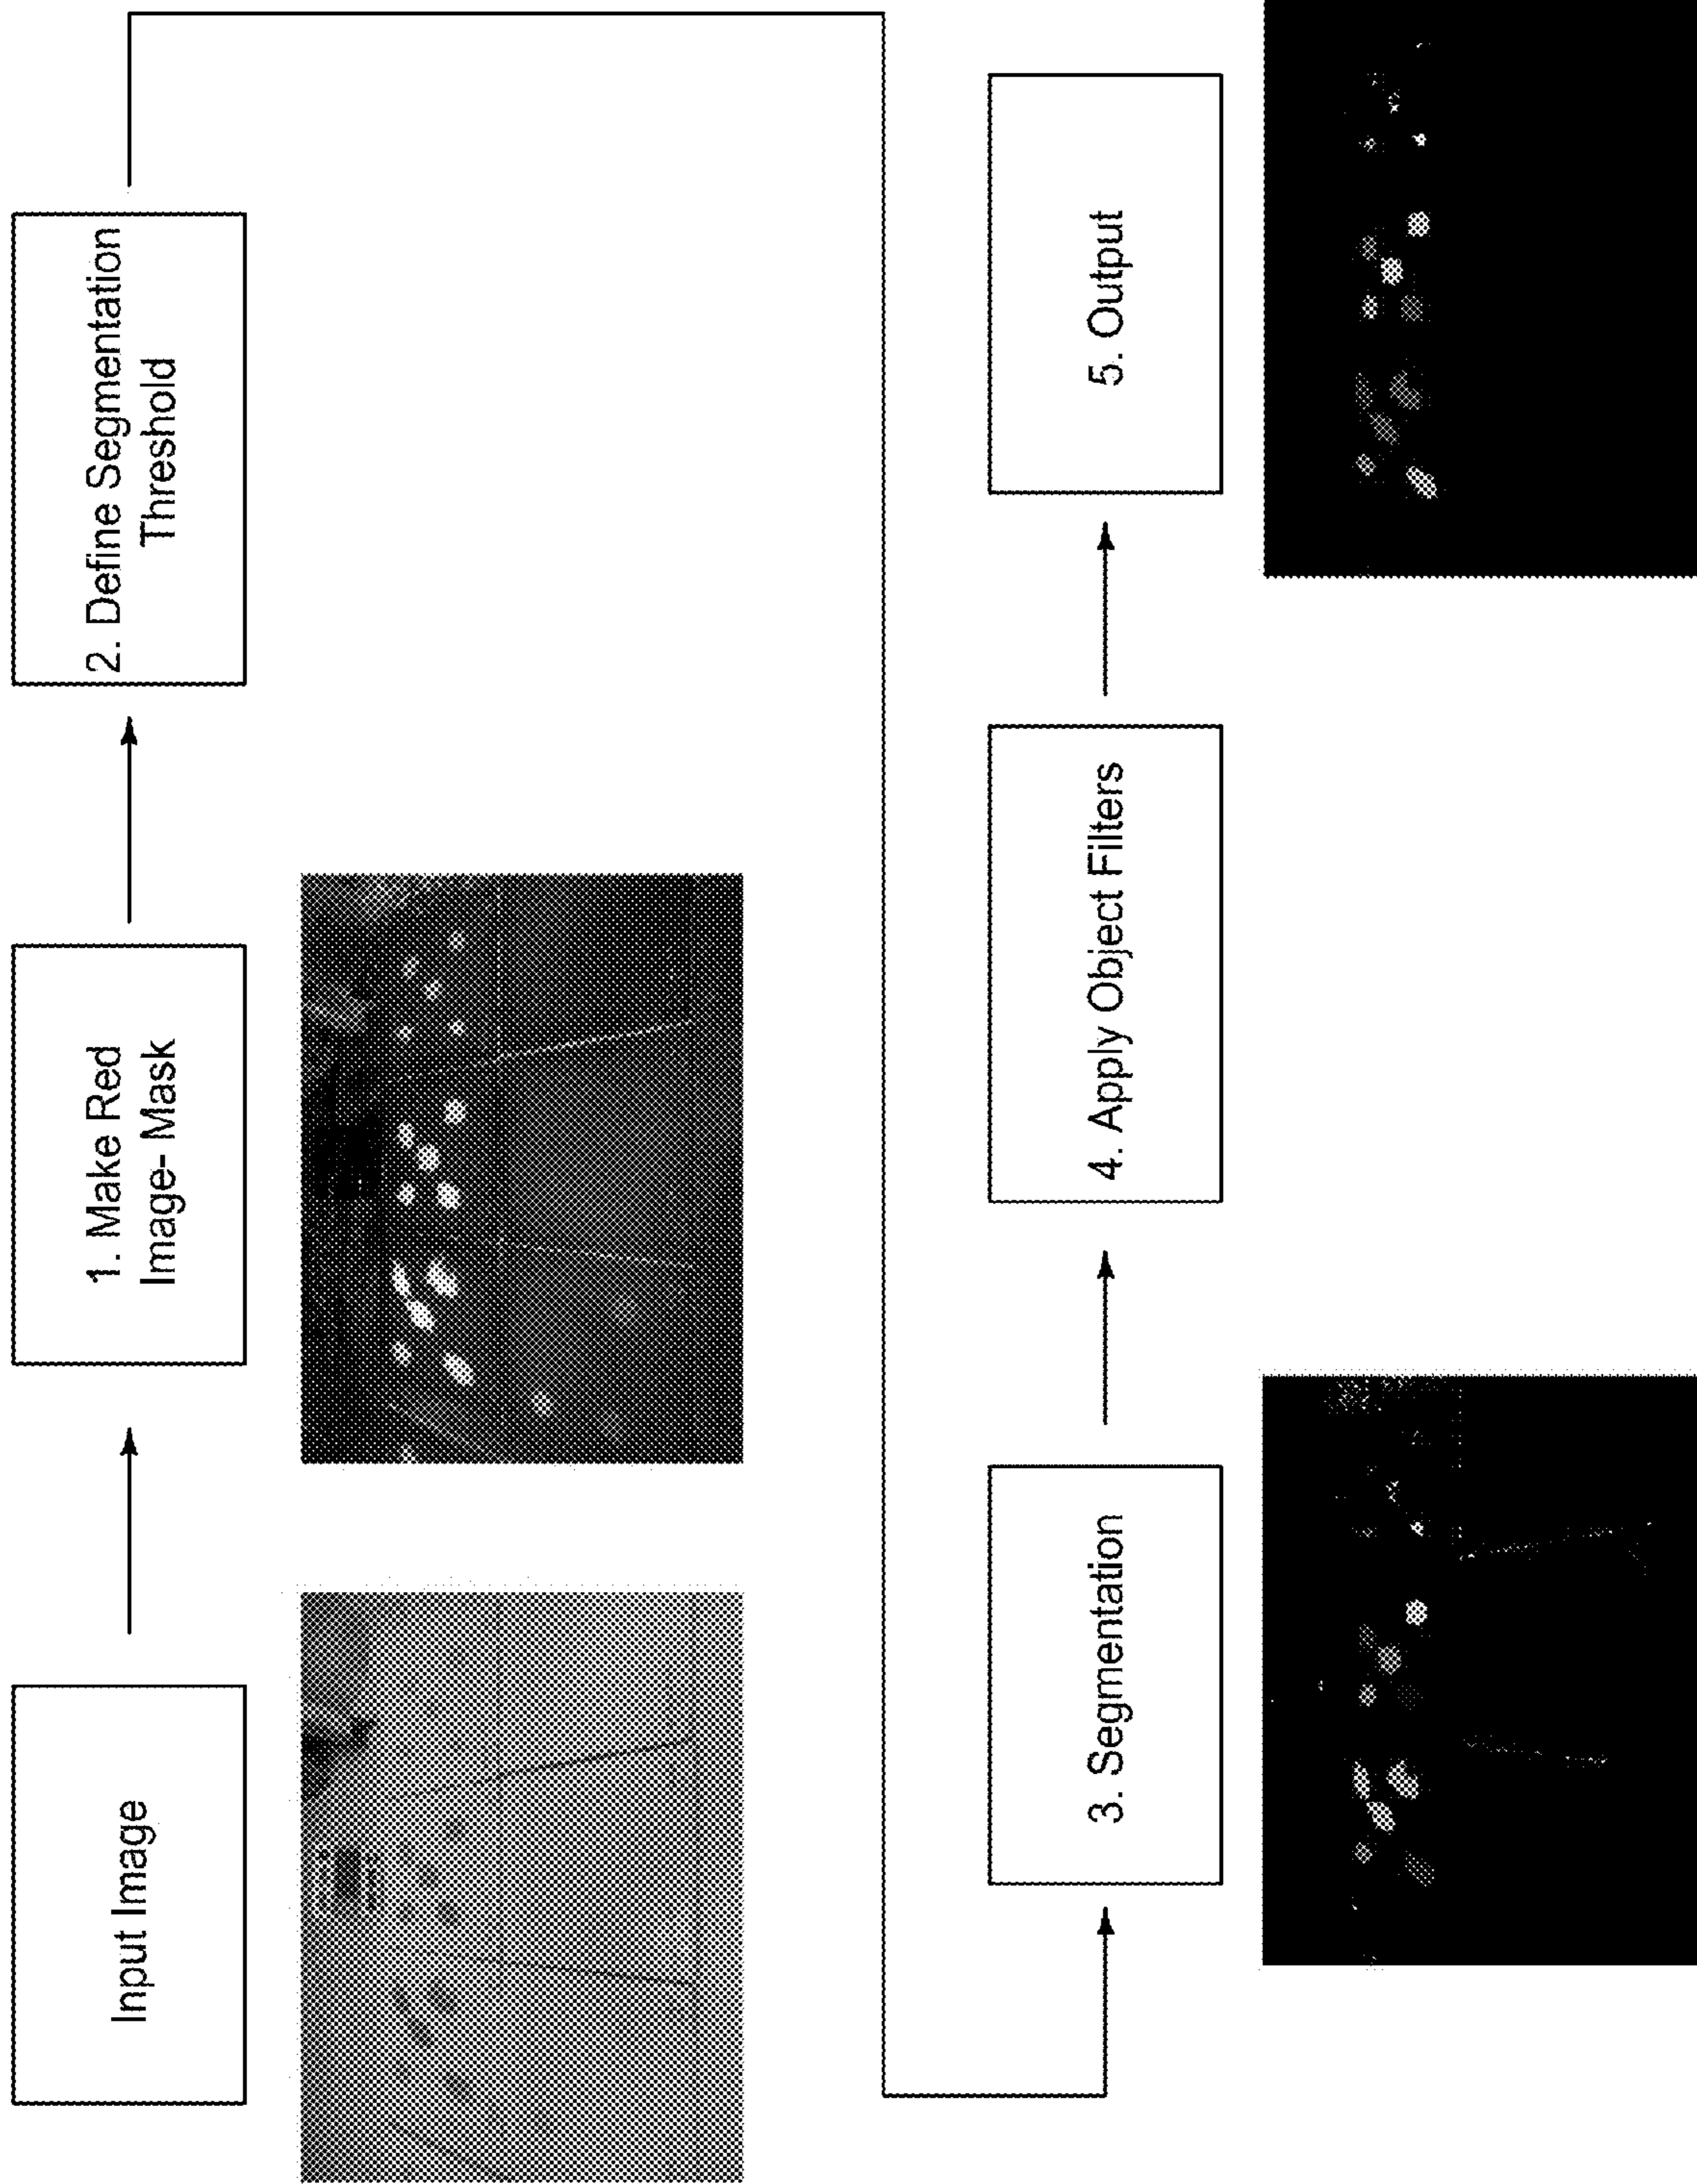 Input Image
1. Make Red
Image- Mask
2. Define Segmentation
Threshold
3. Segmentation
4. Apply Object Filters
5. Output